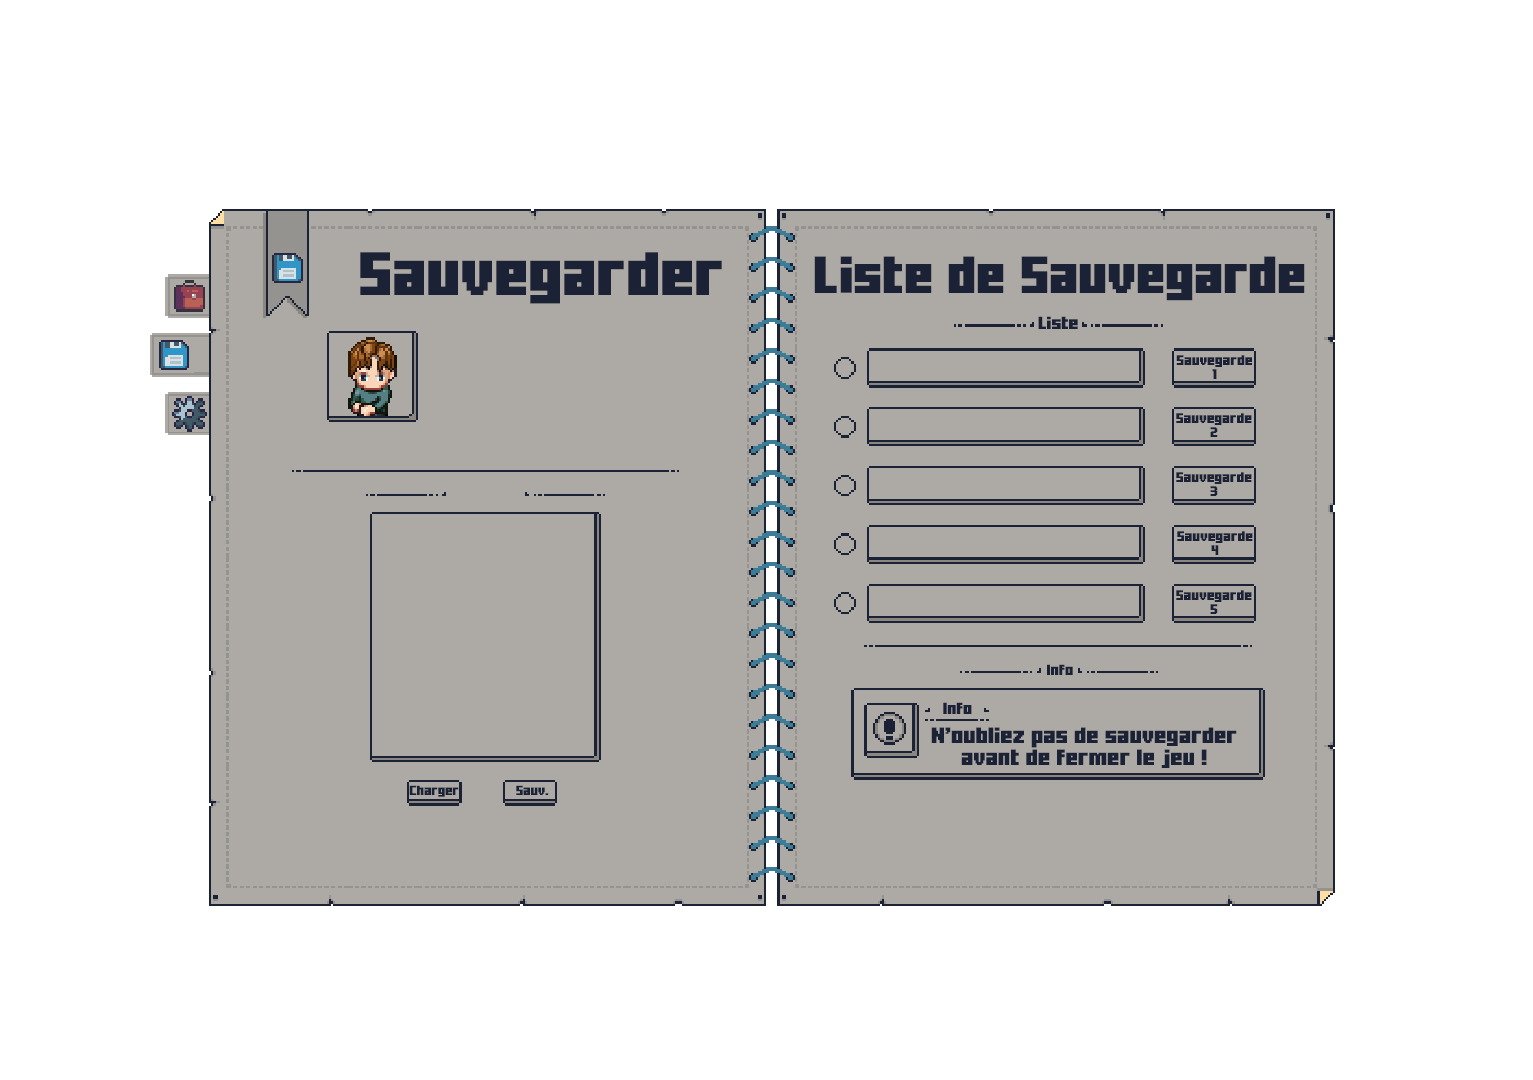 Sauvegarder
Charger
Sauv.
Liste de Sauvegarde
Liste
Sauvegarde
1
Sauvegarde
2
Sauvegarde
3
Sauvegarde
4
Sauvegarde
5
Info
Info
N'oubliez pas de sauvegarder
avant de fermer le jeu !